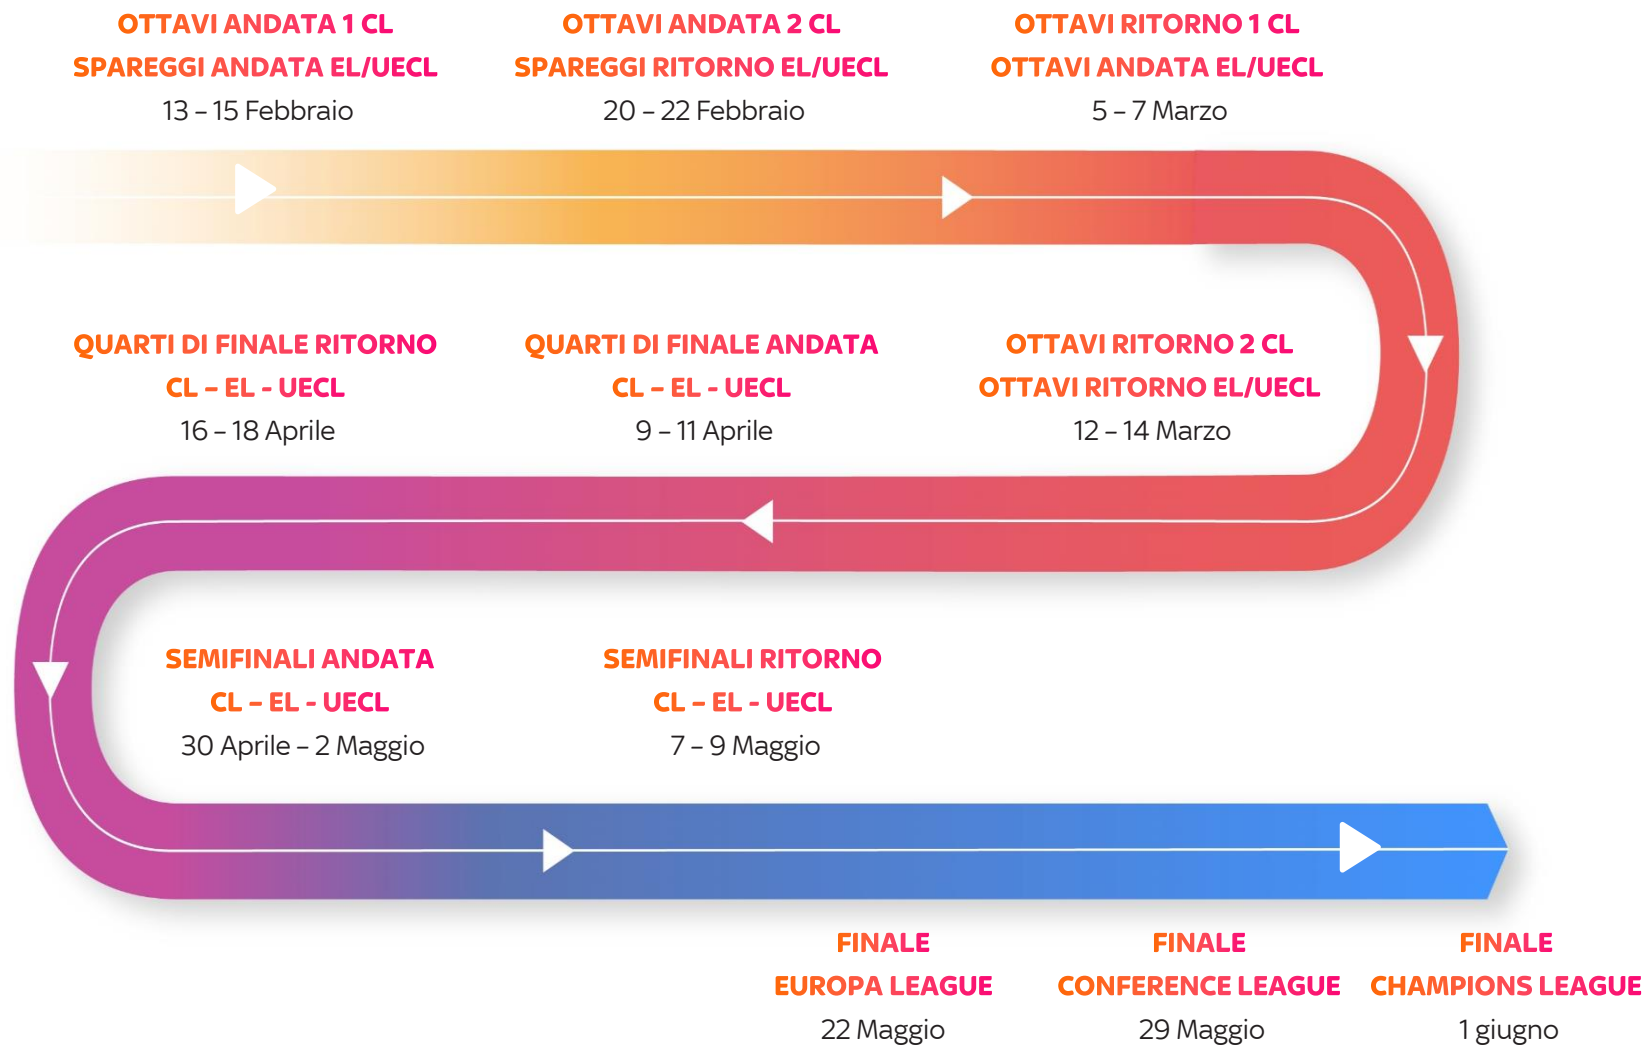 OTTAVI ANDATA 1 CL
SPAREGGI ANDATA EL/UECL
13 – 15 Febbraio
OTTAVI ANDATA 2 CL
SPAREGGI RITORNO EL/UECL
20 – 22 Febbraio
OTTAVI RITORNO 1 CL
OTTAVI ANDATA EL/UECL
5 – 7 Marzo
QUARTI DI FINALE RITORNO
CL – EL - UECL
16 – 18 Aprile
QUARTI DI FINALE ANDATA
CL – EL - UECL
9 – 11 Aprile
OTTAVI RITORNO 2 CL
OTTAVI RITORNO EL/UECL
12 – 14 Marzo
SEMIFINALI ANDATA
CL – EL - UECL
30 Aprile – 2 Maggio
SEMIFINALI RITORNO
CL – EL - UECL
7 – 9 Maggio
FINALE
EUROPA LEAGUE
22 Maggio
FINALE
CONFERENCE LEAGUE
29 Maggio
FINALE
CHAMPIONS LEAGUE
1 giugno